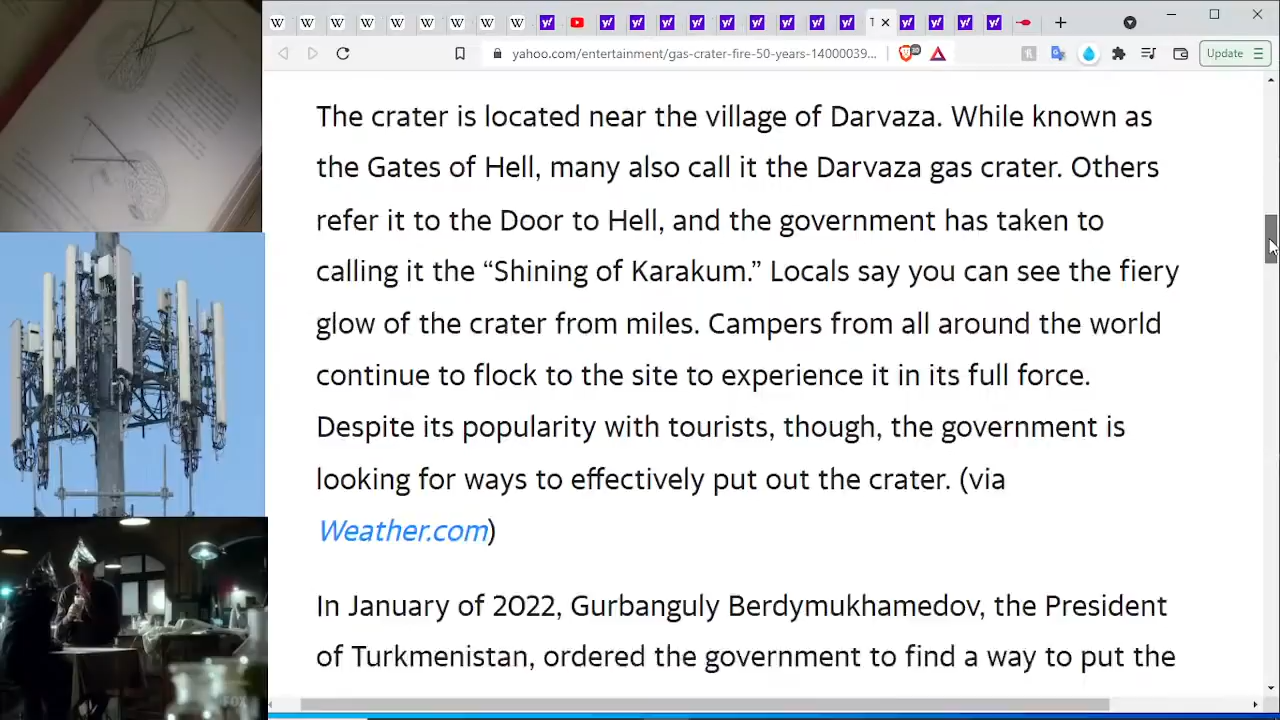 yahoo.com/entertainment/gas-crater-fire-50-years-14000039...
Update
The crater is located near the village of Darvaza. While known as
the Gates of Hell, many also call it the Darvaza gas crater. Others
refer it to the Door to Hell, and the government has taken to
calling it the “Shining of Karakum.” Locals say you can see the fiery
glow of the crater from miles. Campers from all around the world
continue to flock to the site to experience it in its full force.
Despite its popularity with tourists, though, the government is
looking for ways to effectively put out the crater. (via
Weather.com)
In January of 2022, Gurbanguly Berdymukhamedov, the President
of Turkmenistan, ordered the government to find a way to put the
FOX